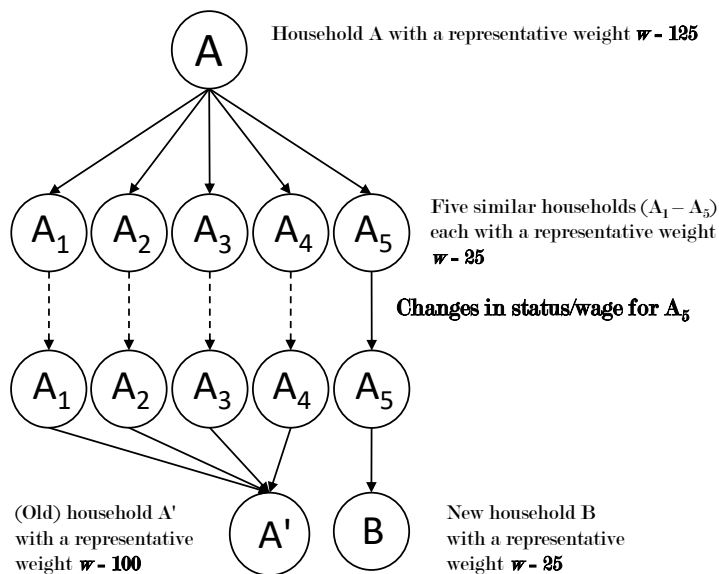 A
Household A with a representative weight w - 125
A₁ A₂ A₃ A₄ A₅
Five similar households (A₁ – A₅)
each with a representative weight
w - 25
Changes in status/wage for A₅
A₁ A₂ A₃ A₄ A₅
(Old) household A'
with a representative
weight w - 100
A'
B
New household B
with a representative
weight w - 25